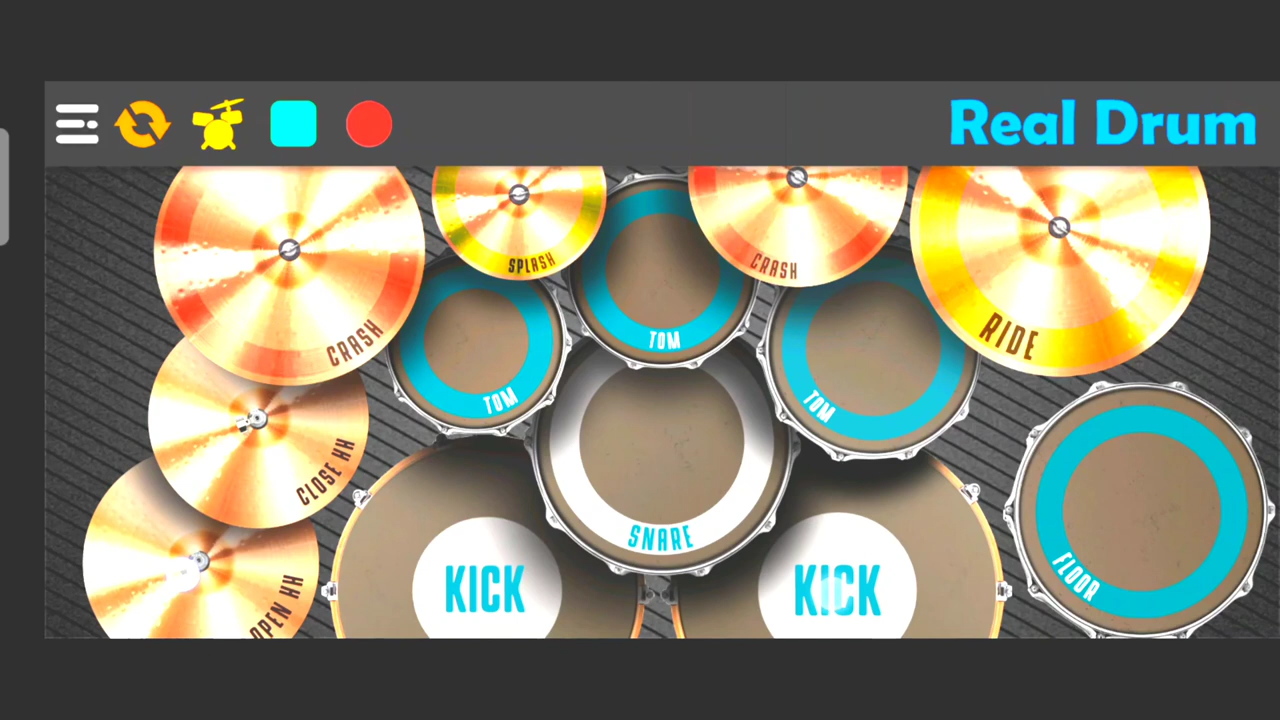 Real Drum
SPLASH
CRASH
CRASH
RIDE
TOM
TOM
TOM
CLOSE HH
SNARE
FLOOR
OPEN HH
KICK
KICK